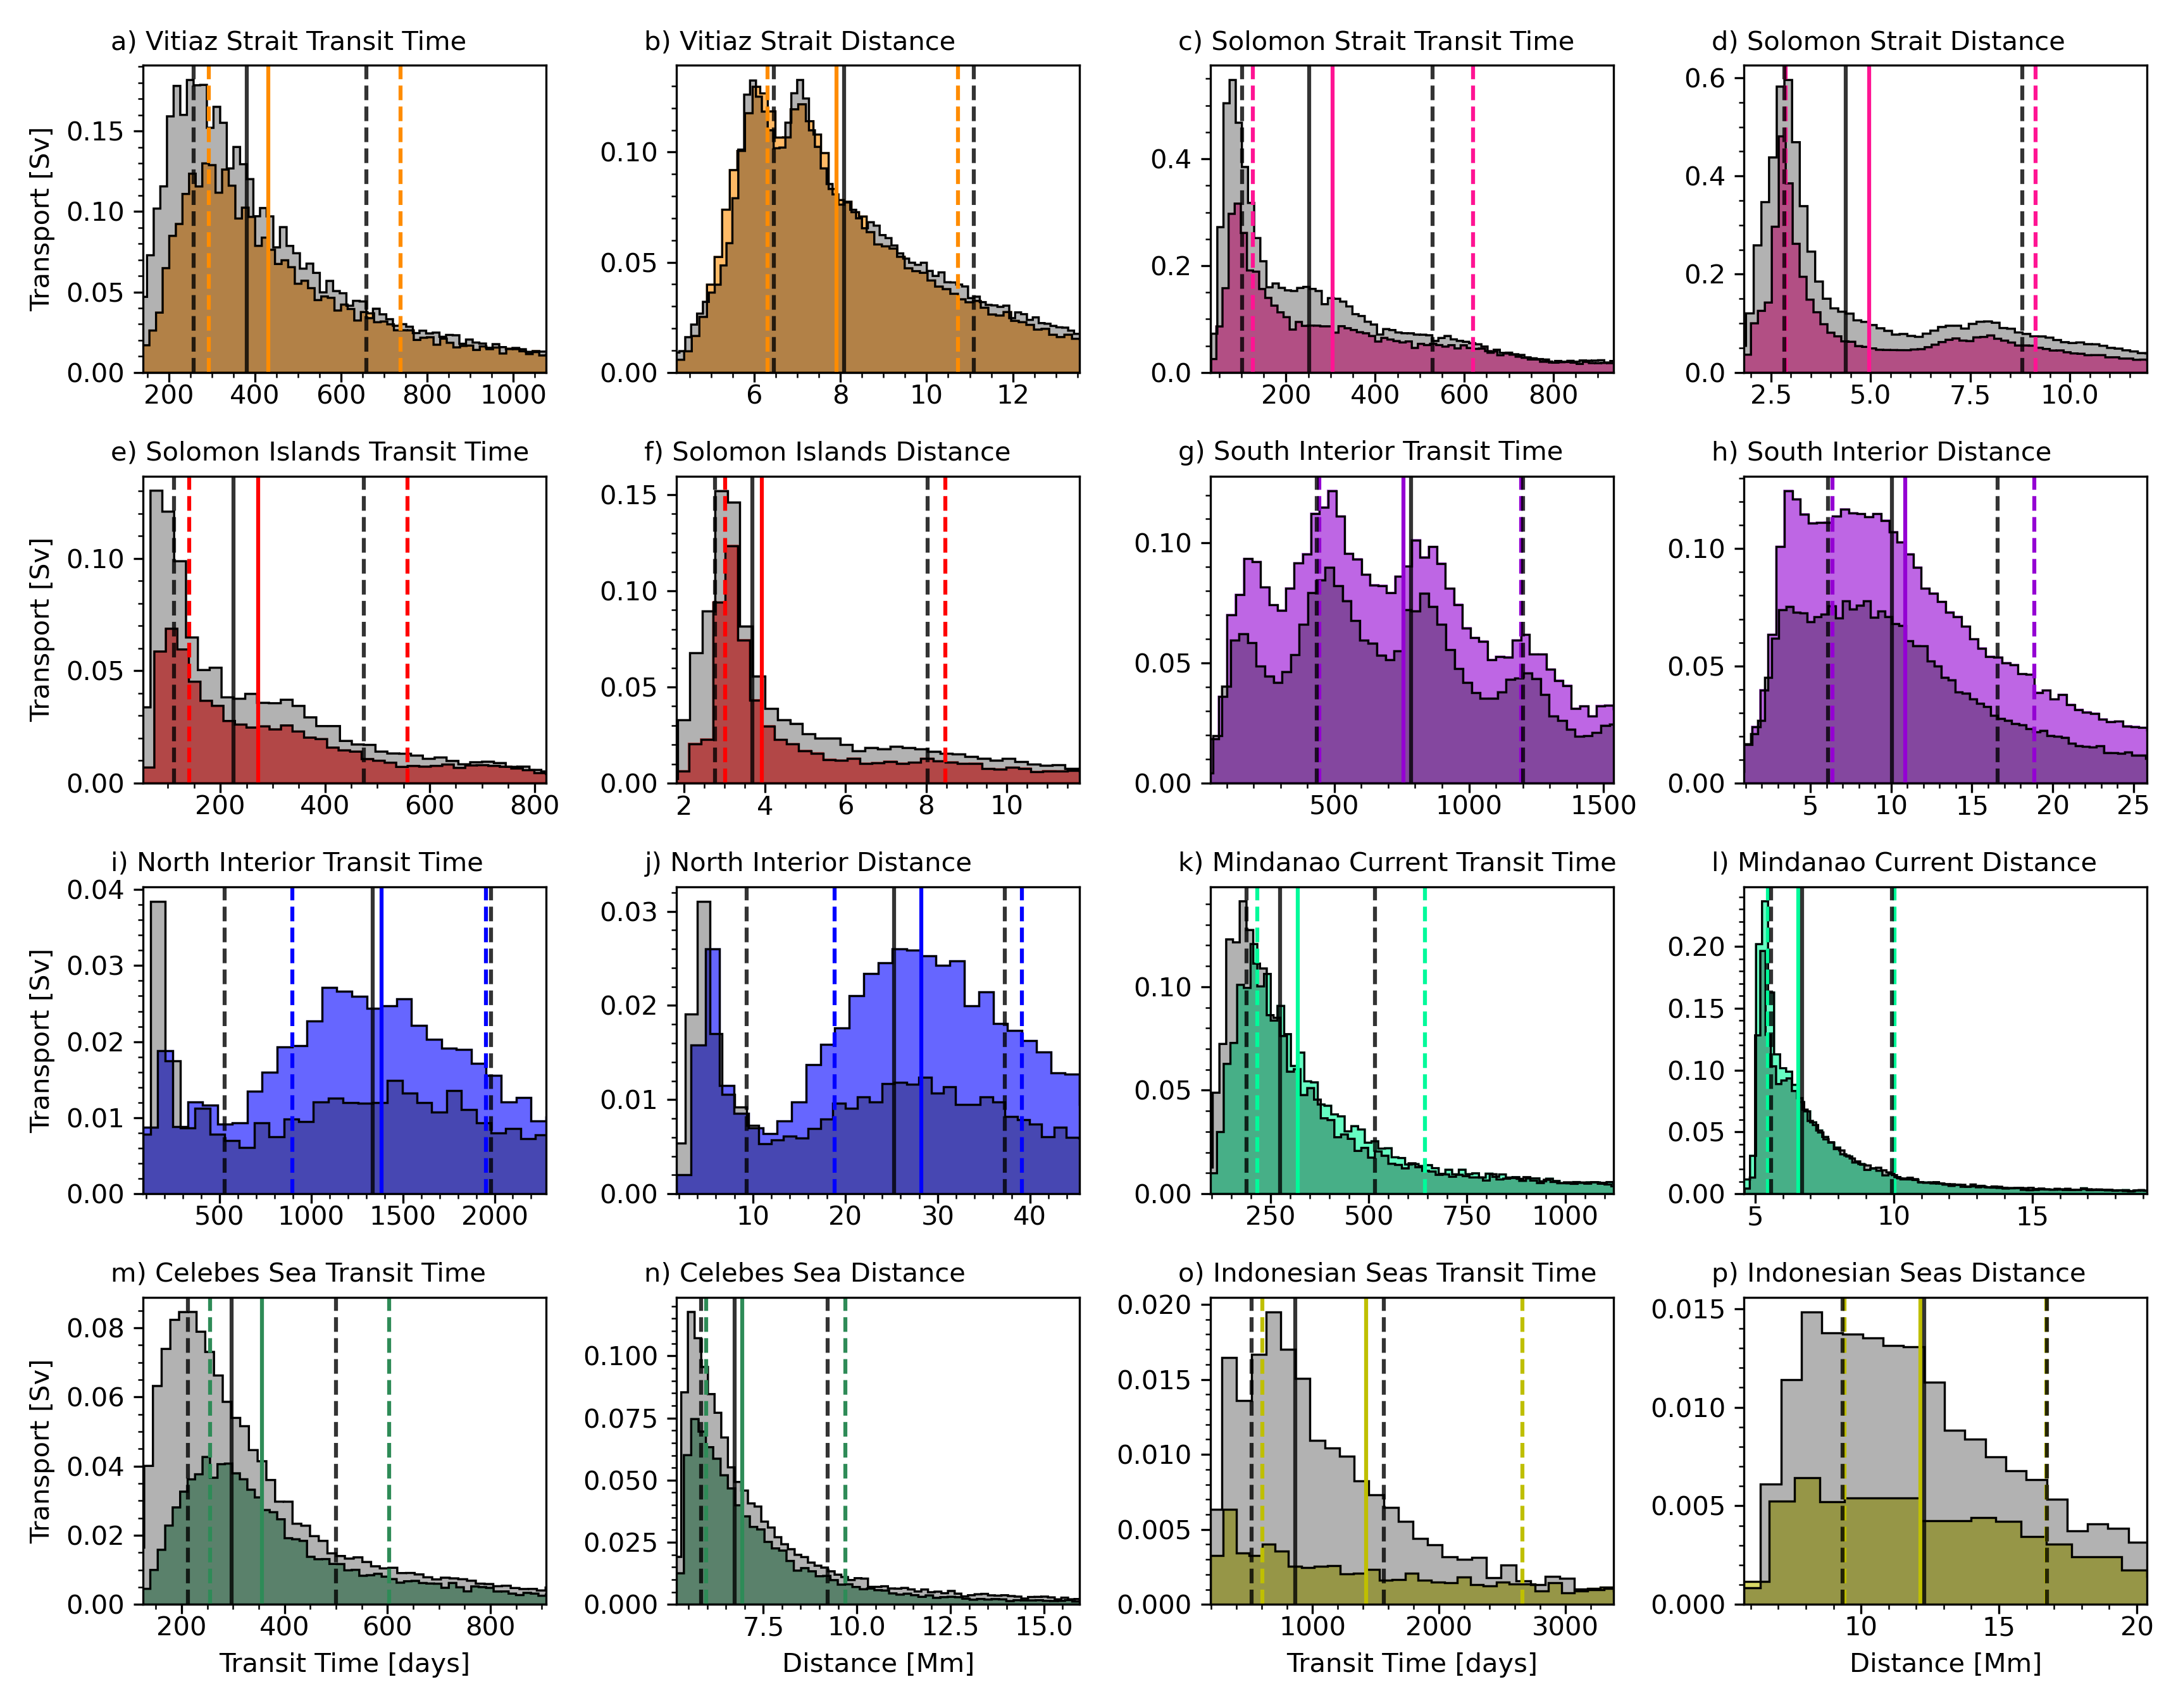 a) Vitiaz Strait Transit Time
b) Vitiaz Strait Distance
c) Solomon Strait Transit Time
d) Solomon Strait Distance
Transport [Sv]
0.15
0.10
0.05
0.00
200 400 600 800 1000
0.10
0.05
0.00
6 8 10 12
0.4
0.2
0.0
200 400 600 800
0.6
0.4
0.2
0.0
2.5 5.0 7.5 10.0
e) Solomon Islands Transit Time
f) Solomon Islands Distance
g) South Interior Transit Time
h) South Interior Distance
Transport [Sv]
0.10
0.05
0.00
200 400 600 800
0.15
0.10
0.05
0.00
2 4 6 8 10
0.10
0.05
0.00
500 1000 1500
0.10
0.05
0.00
5 10 15 20 25
i) North Interior Transit Time
j) North Interior Distance
k) Mindanao Current Transit Time
l) Mindanao Current Distance
Transport [Sv]
0.04
0.03
0.02
0.01
0.00
500 1000 1500 2000
0.03
0.02
0.01
0.00
10 20 30 40
0.10
0.05
0.00
250 500 750 1000
0.20
0.15
0.10
0.05
0.00
5 10 15
m) Celebes Sea Transit Time
n) Celebes Sea Distance
o) Indonesian Seas Transit Time
p) Indonesian Seas Distance
Transport [Sv]
0.08
0.06
0.04
0.02
0.00
200 400 600 800
Transit Time [days]
0.100
0.075
0.050
0.025
0.000
7.5 10.0 12.5 15.0
Distance [Mm]
0.020
0.015
0.010
0.005
0.000
1000 2000 3000
Transit Time [days]
0.015
0.010
0.005
0.000
10 15 20
Distance [Mm]